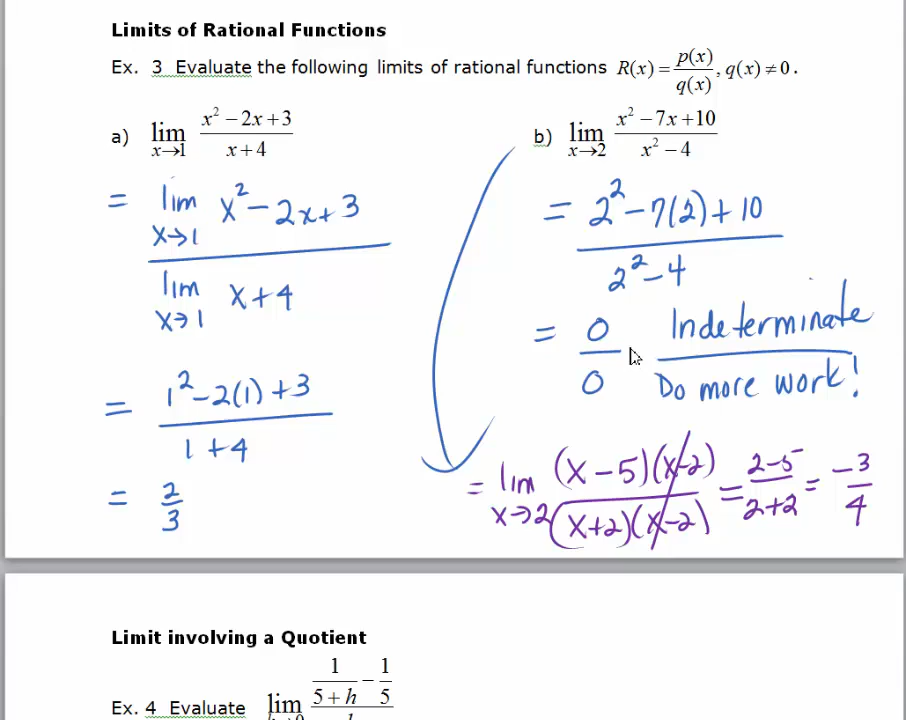 Limits of Rational Functions
Ex. 3 Evaluate the following limits of rational functions R(x) = p(x)/q(x), q(x) ≠ 0.
a) lim x→1 (x² − 2x + 3)/(x + 4)
= lim x→1 x² − 2x + 3
lim x→1 x + 4
= 1² − 2(1) + 3
1 + 4
= 2/3
b) lim x→2 (x² − 7x + 10)/(x² − 4)
= 2² − 7(2) + 10
2² − 4
= 0/0 Indeterminate
Do more work!
= lim x→2 (x − 5)(x − 2)/(x + 2)(x − 2) = 2 − 5/2 + 2 = −3/4
Limit involving a Quotient
Ex. 4 Evaluate lim 1/(5 + h) − 1/5